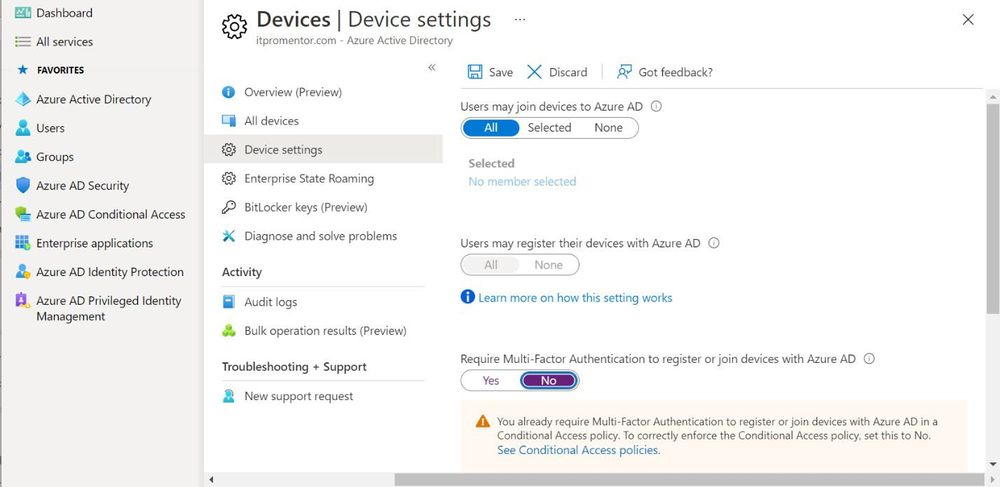 Dashboard
All services
FAVORITES
Azure Active Directory
Users
Groups
Azure AD Security
Azure AD Conditional Access
Enterprise applications
Azure AD Identity Protection
Azure AD Privileged Identity
Management
Devices | Device settings ...
itpromentor.com - Azure Active Directory
«
Overview (Preview)
All devices
Device settings
Enterprise State Roaming
BitLocker keys (Preview)
Diagnose and solve problems
Activity
Audit logs
Bulk operation results (Preview)
Troubleshooting + Support
New support request
Save Discard Got feedback?
Users may join devices to Azure AD
All Selected None
Selected
No member selected
Users may register their devices with Azure AD
All None
Learn more on how this setting works
Require Multi-Factor Authentication to register or join devices with Azure AD
Yes No
You already require Multi-Factor Authentication to register or join devices with Azure AD in a
Conditional Access policy. To correctly enforce the Conditional Access policy, set this to No.
See Conditional Access policies.